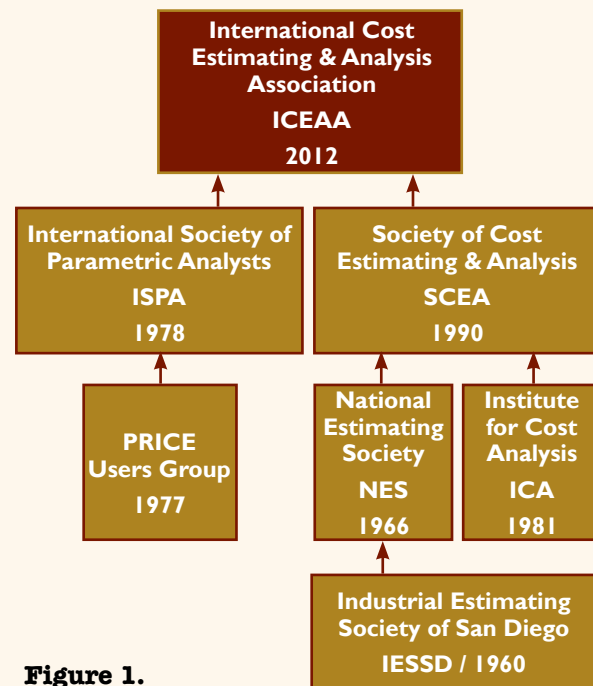 International Cost
Estimating & Analysis
Association
ICEAA
2012
International Society of
Parametric Analysts
ISPA
1978
Society of Cost
Estimating & Analysis
SCEA
1990
PRICE
Users Group
1977
National
Estimating
Society
NES
1966
Institute
for Cost
Analysis
ICA
1981
Industrial Estimating
Society of San Diego
IESSD / 1960
Figure 1.